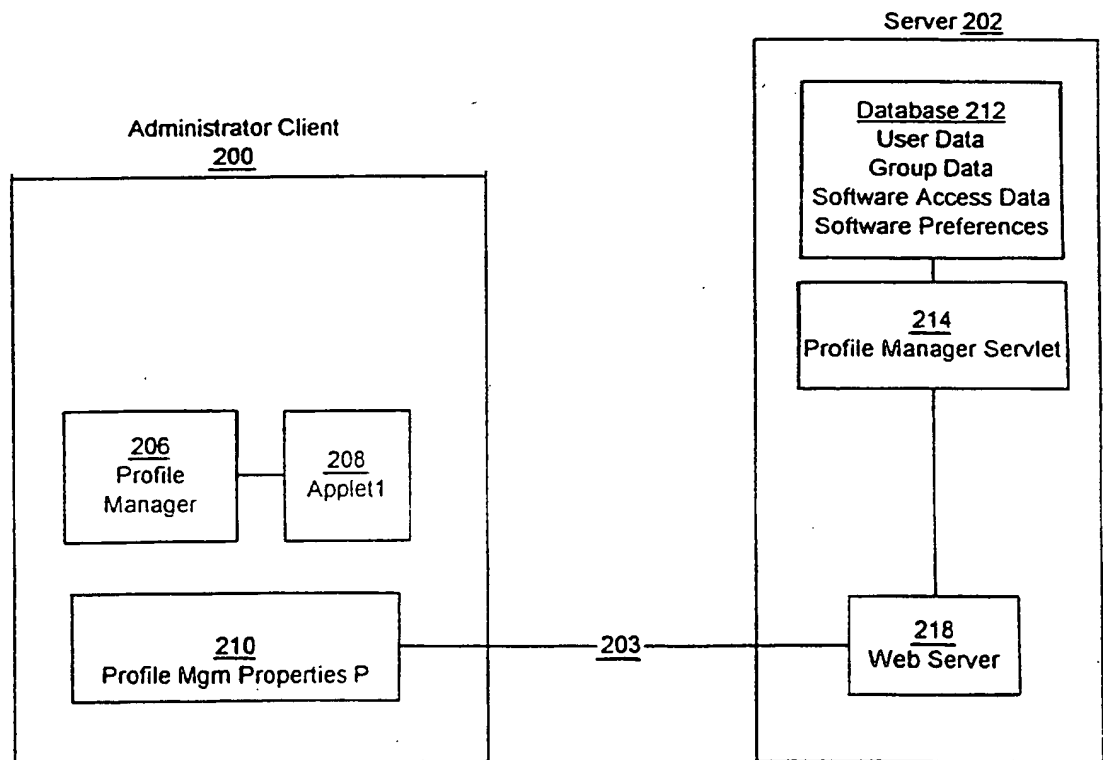 Server 202
Database 212
User Data
Group Data
Software Access Data
Software Preferences
Administrator Client
200
214
Profile Manager Servlet
206
Profile
Manager
208
Applet1
210
Profile Mgm Properties P
203
218
Web Server